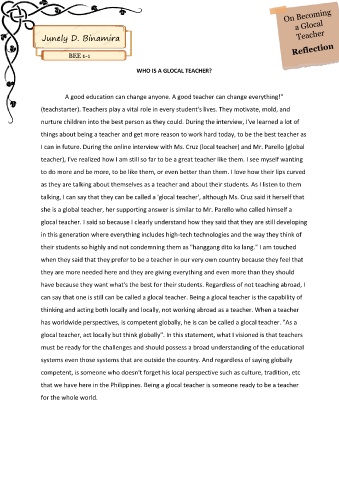 On Becoming
a Glocal
Teacher
Reflection
Junely D. Binamira
BEE 1-1
WHO IS A GLOCAL TEACHER?
A good education can change anyone. A good teacher can change everything!"
(teachstarter). Teachers play a vital role in every student's lives. They motivate, mold, and
nurture children into the best person as they could. During the interview, I've learned a lot of
things about being a teacher and get more reason to work hard today, to be the best teacher as
I can in future. During the online interview with Ms. Cruz (local teacher) and Mr. Parello (global
teacher), I've realized how I am still so far to be a great teacher like them. I see myself wanting
to do more and be more, to be like them, or even better than them. I love how their lips curved
as they are talking about themselves as a teacher and about their students. As I listen to them
talking, I can say that they can be called a 'glocal teacher', although Ms. Cruz said it herself that
she is a global teacher, her supporting answer is similar to Mr. Parello who called himself a
glocal teacher. I said so because I clearly understand how they said that they are still developing
in this generation where everything includes high-tech technologies and the way they think of
their students so highly and not condemning them as "hanggang dito ka lang." I am touched
when they said that they prefer to be a teacher in our very own country because they feel that
they are more needed here and they are giving everything and even more than they should
have because they want what's the best for their students. Regardless of not teaching abroad, I
can say that one is still can be called a glocal teacher. Being a glocal teacher is the capability of
thinking and acting both locally and locally, not working abroad as a teacher. When a teacher
has worldwide perspectives, is competent globally, he is can be called a glocal teacher. "As a
glocal teacher, act locally but think globally". In this statement, what I visioned is that teachers
must be ready for the challenges and should possess a broad understanding of the educational
systems even those systems that are outside the country. And regardless of saying globally
competent, is someone who doesn't forget his local perspective such as culture, tradition, etc
that we have here in the Philippines. Being a glocal teacher is someone ready to be a teacher
for the whole world.